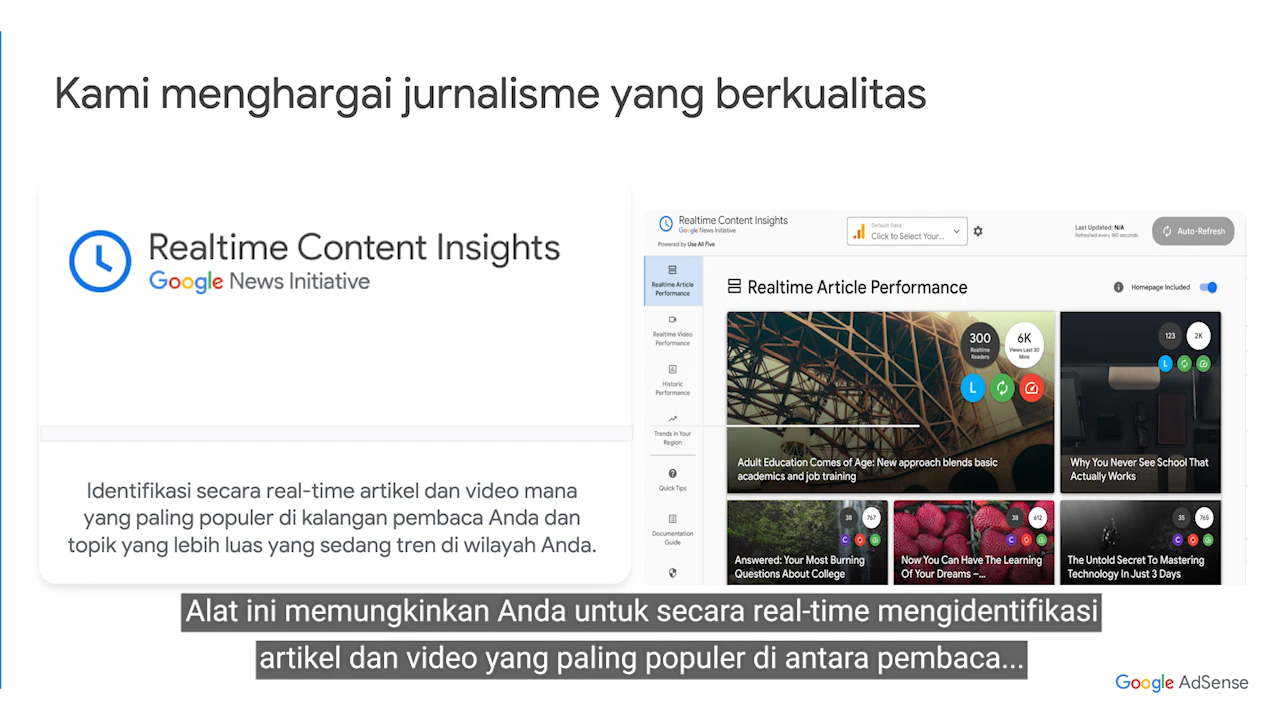 Kami menghargai jurnalisme yang berkualitas
Realtime Content Insights
Google News Initiative
Identifikasi secara real-time artikel dan video mana
yang paling populer di kalangan pembaca Anda dan
topik yang lebih luas yang sedang tren di wilayah Anda.
Realtime Content Insights
Google News Initiative
Powered by Use All Five
Default Data
Click to Select Your...
Last Updated: N/A
Refreshed every 180 seconds
Auto-Refresh
Realtime Article
Performance
Realtime Video
Performance
Historic
Performance
Trends in Your
Region
Quick Tips
Documentation
Guide
Realtime Article Performance
Homepage Included
300
Realtime
Readers
6K
Views Last 30
Mins
L
Adult Education Comes of Age: New approach blends basic
academics and job training
123
2K
L
Why You Never See School That
Actually Works
38
767
C
Answered: Your Most Burning
Questions About College
38
612
C
Now You Can Have The Learning
Of Your Dreams –...
35
765
C
The Untold Secret To Mastering
Technology In Just 3 Days
Alat ini memungkinkan Anda untuk secara real-time mengidentifikasi
artikel dan video yang paling populer di antara pembaca...
Google AdSense